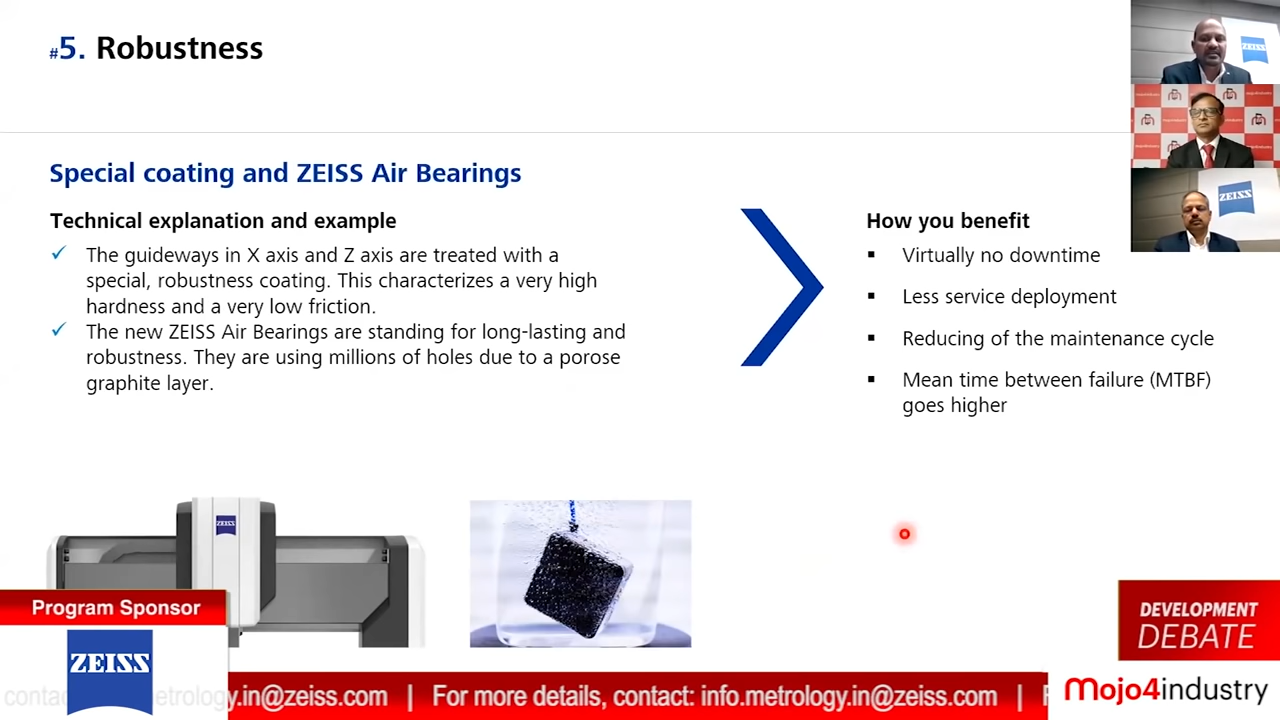 #5. Robustness
Special coating and ZEISS Air Bearings
Technical explanation and example
The guideways in X axis and Z axis are treated with a
special, robustness coating. This characterizes a very high
hardness and a very low friction.
The new ZEISS Air Bearings are standing for long-lasting and
robustness. They are using millions of holes due to a porose
graphite layer.
How you benefit
Virtually no downtime
Less service deployment
Reducing of the maintenance cycle
Mean time between failure (MTBF)
goes higher
ZEISS
ZEISS
ZEISS
Program Sponsor
ZEISS
DEVELOPMENT
DEBATE
etrology.in@zeiss.com | For more details, contact: info.metrology.in@zeiss.com |
Mojo4industry